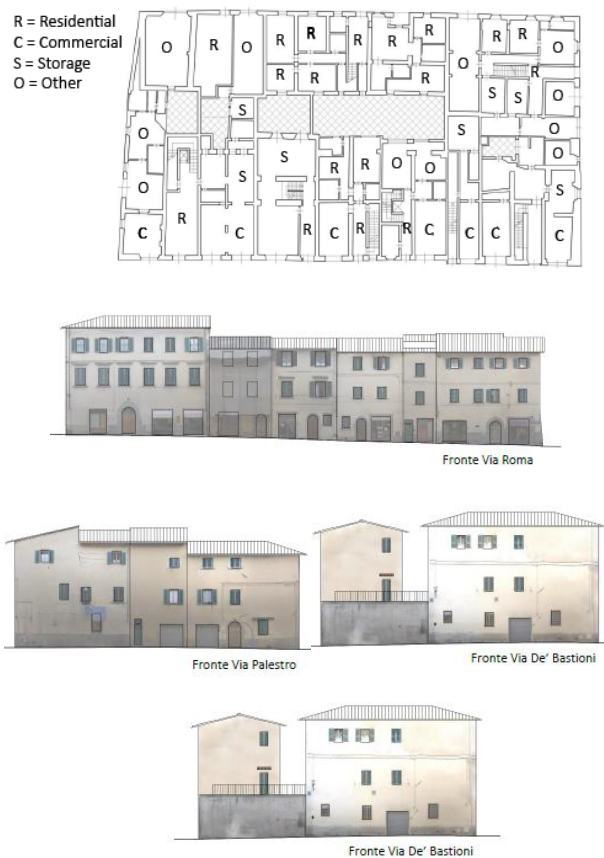 R = Residential
C = Commercial
S = Storage
O = Other
O R O R R R R R O R R O
R R R R R O
S S O
O S O
S O
O S R R O O O
O S
R R R R
C C C C C C C
Fronte Via Roma
Fronte Via Palestro
Fronte Via De' Bastioni
Fronte Via De' Bastioni